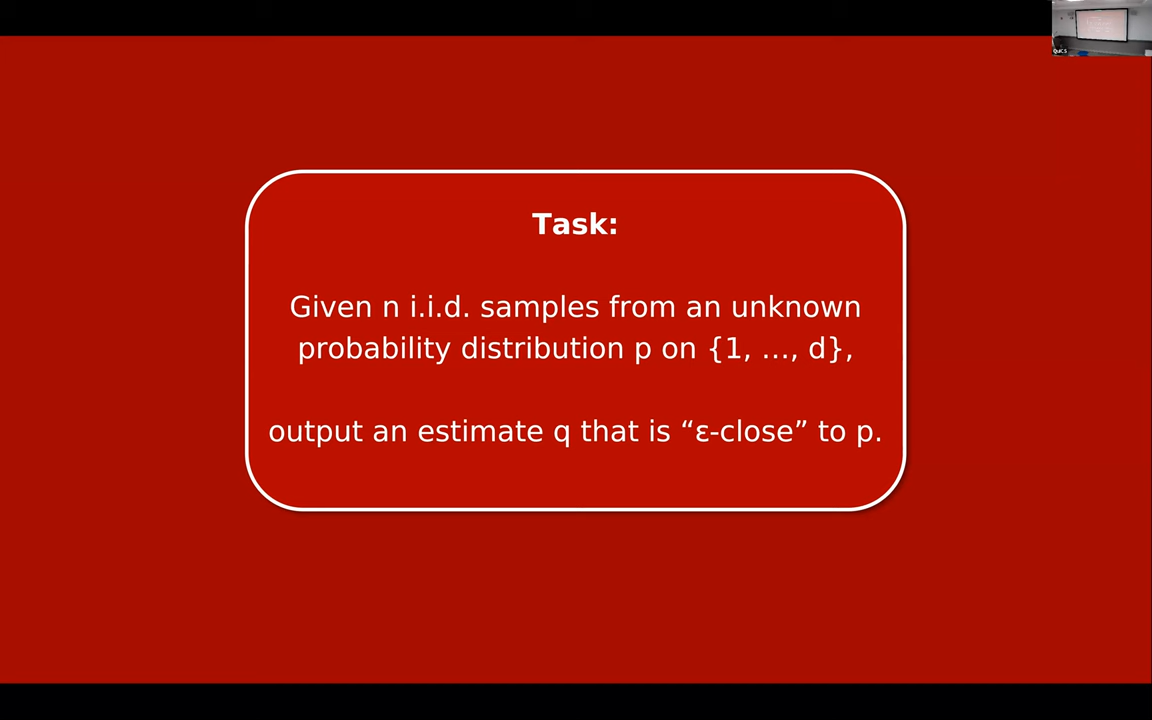 Task:
Given n i.i.d. samples from an unknown
probability distribution p on {1, ..., d},
output an estimate q that is “ε-close” to p.